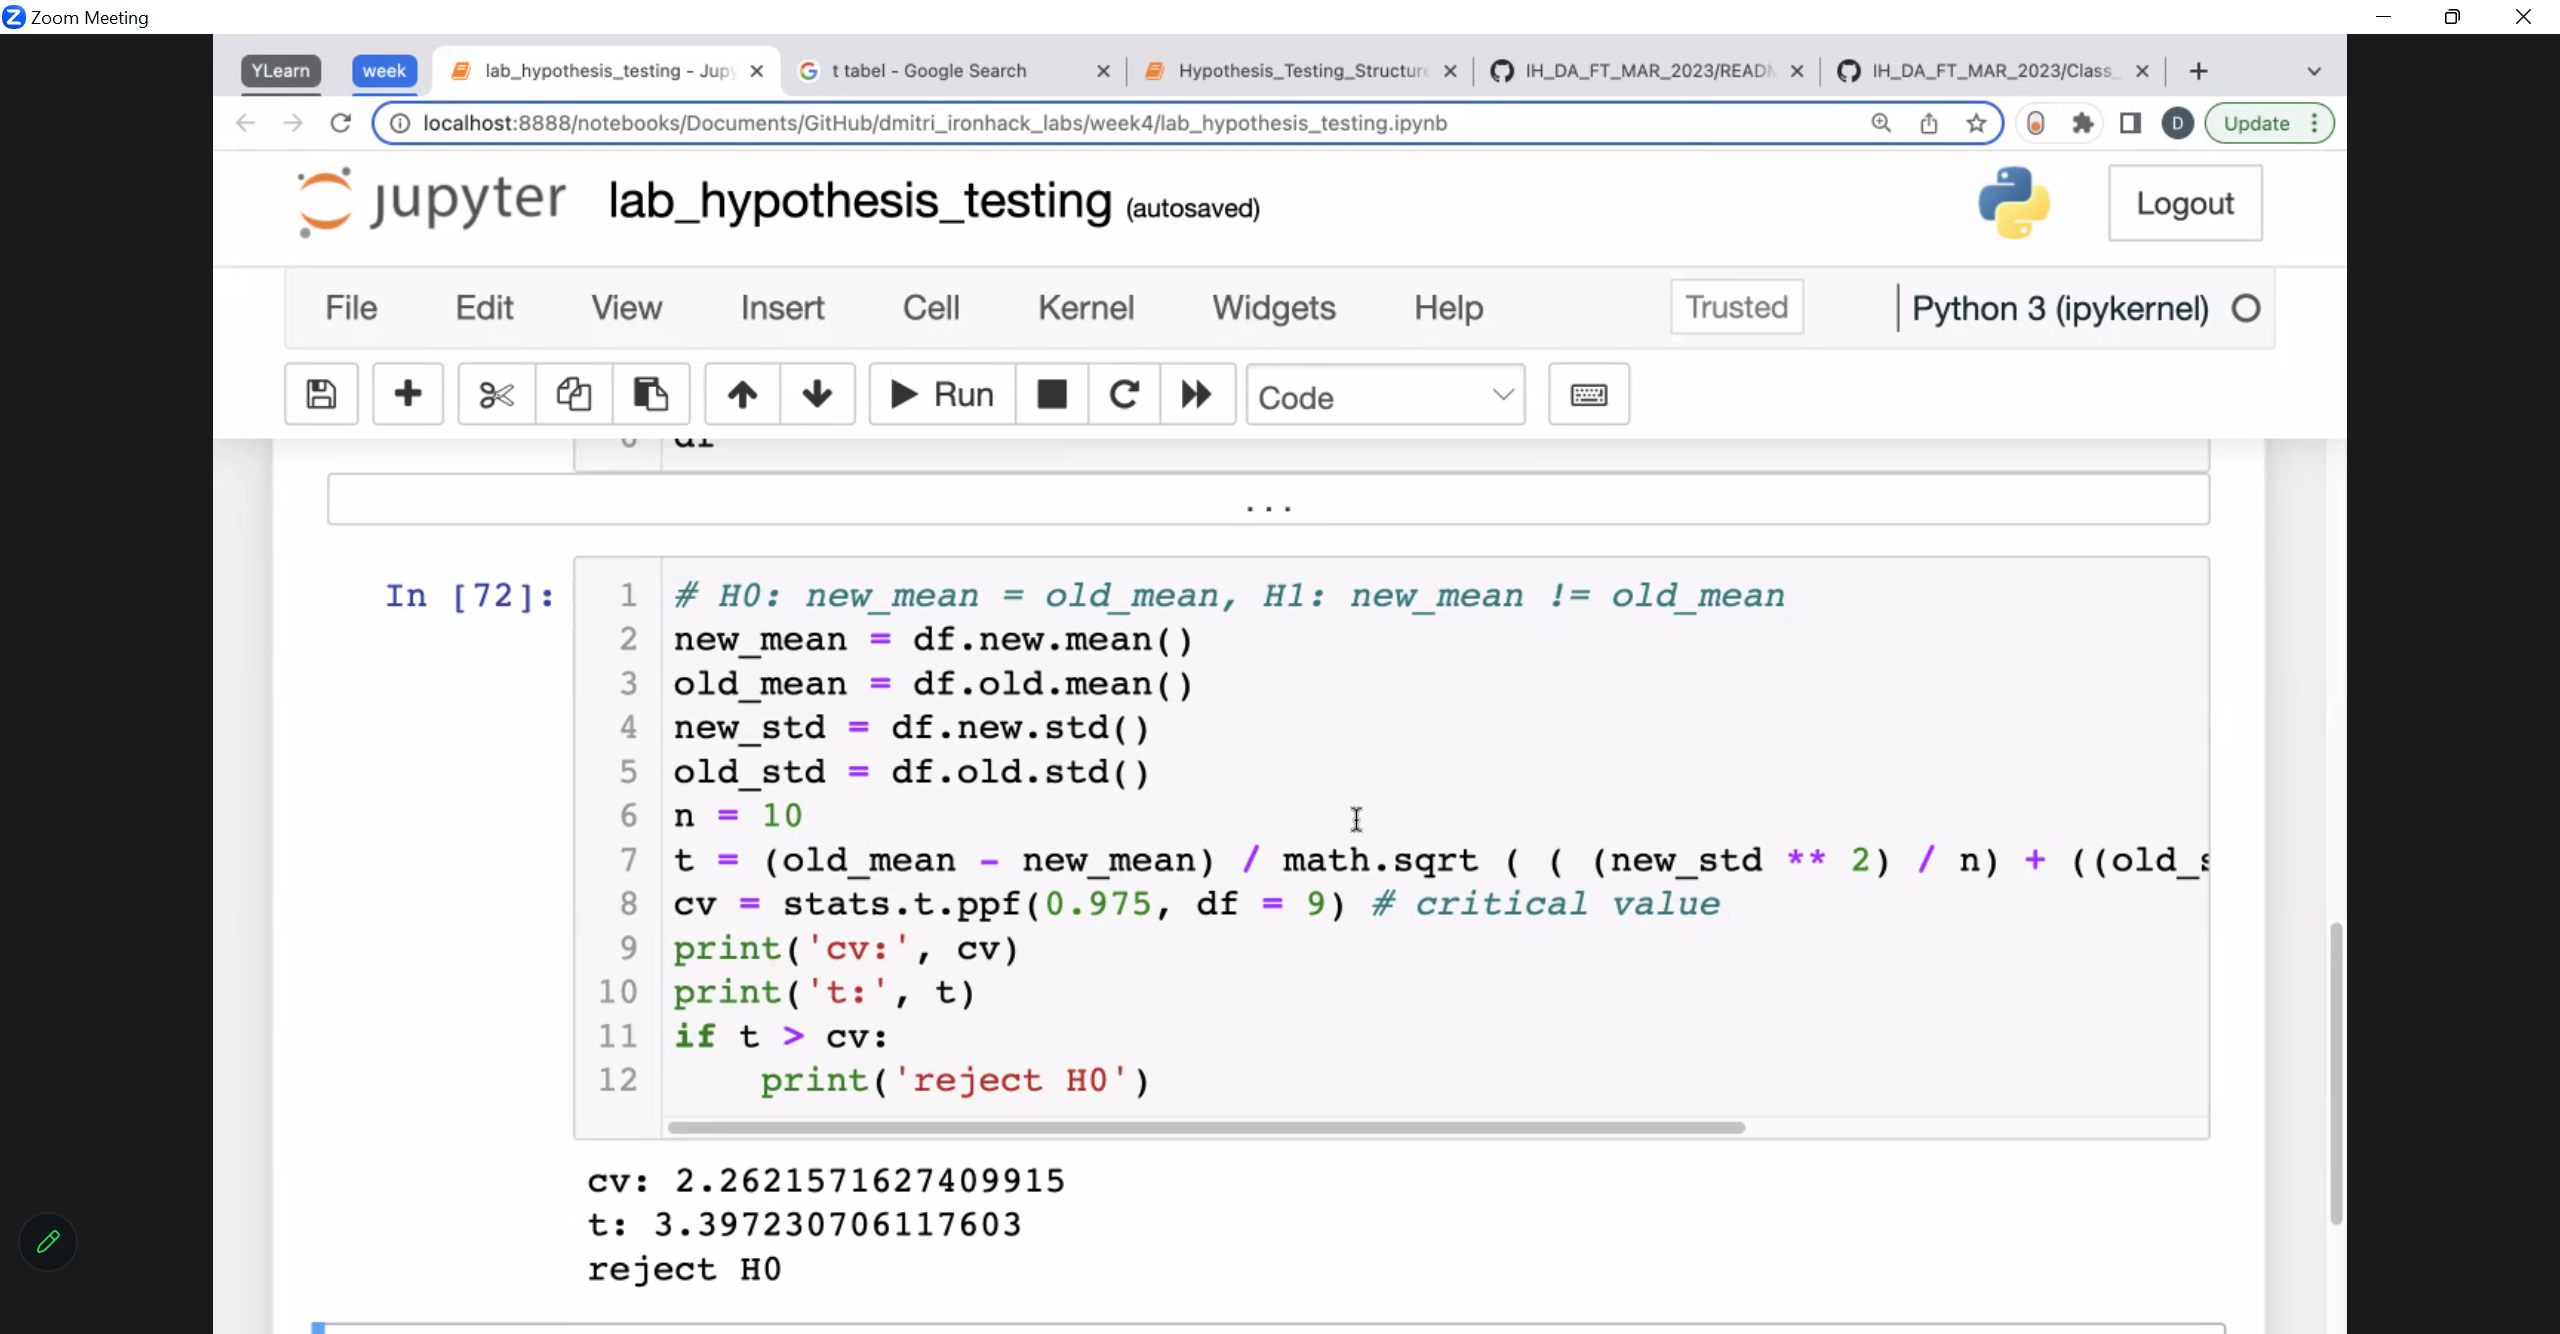 Zoom Meeting
YLearn week lab_hypothesis_testing - Jupy t tabel - Google Search Hypothesis_Testing_Structure IH_DA_FT_MAR_2023/READM IH_DA_FT_MAR_2023/Class_
localhost:8888/notebooks/Documents/GitHub/dmitri_ironhack_labs/week4/lab_hypothesis_testing.ipynb D Update
jupyter lab_hypothesis_testing (autosaved) Logout
File Edit View Insert Cell Kernel Widgets Help Trusted Python 3 (ipykernel)
Run Code
...
In [72]: 1 # H0: new_mean = old_mean, H1: new_mean != old_mean
2 new_mean = df.new.mean()
3 old_mean = df.old.mean()
4 new_std = df.new.std()
5 old_std = df.old.std()
6 n = 10
7 t = (old_mean - new_mean) / math.sqrt ( ( (new_std ** 2) / n) + ((old_s
8 cv = stats.t.ppf(0.975, df = 9) # critical value
9 print('cv:', cv)
10 print('t:', t)
11 if t > cv:
12 print('reject H0')
cv: 2.2621571627409915
t: 3.397230706117603
reject H0